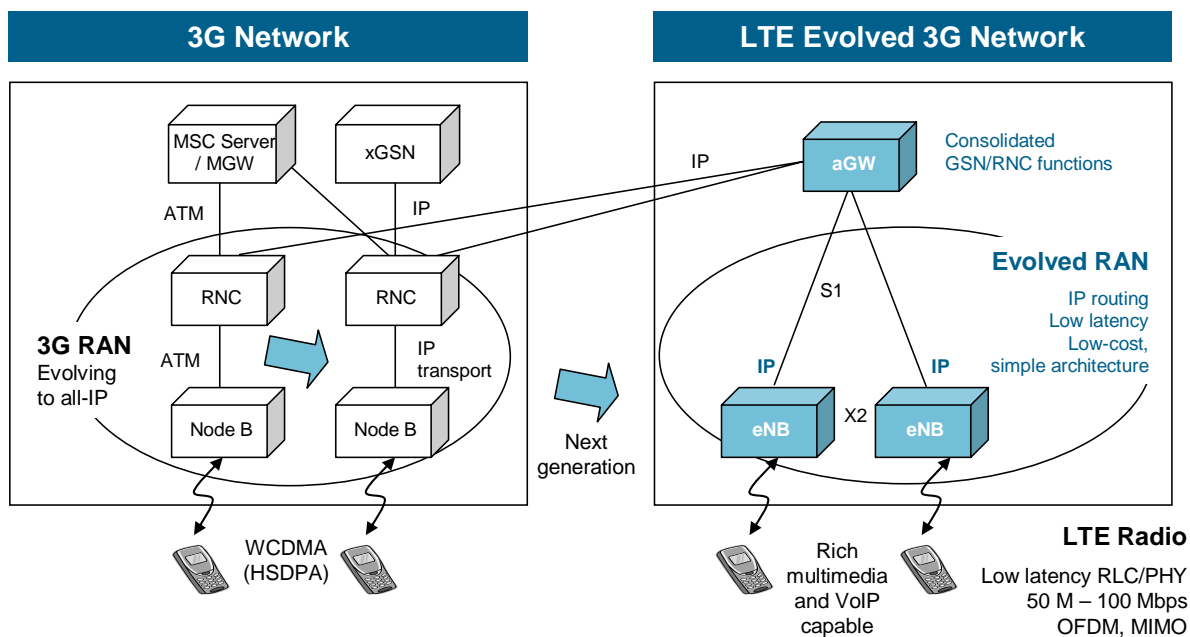 3G Network
MSC Server
/ MGW
xGSN
ATM
IP
RNC
RNC
3G RAN
Evolving
to all-IP
ATM
IP
transport
Node B
Node B
WCDMA
(HSDPA)
IP
Next
generation
LTE Evolved 3G Network
aGW
Consolidated
GSN/RNC functions
Evolved RAN
IP routing
Low latency
Low-cost,
simple architecture
S1
IP
IP
eNB
X2
eNB
Rich
multimedia
and VoIP
capable
LTE Radio
Low latency RLC/PHY
50 M – 100 Mbps
OFDM, MIMO